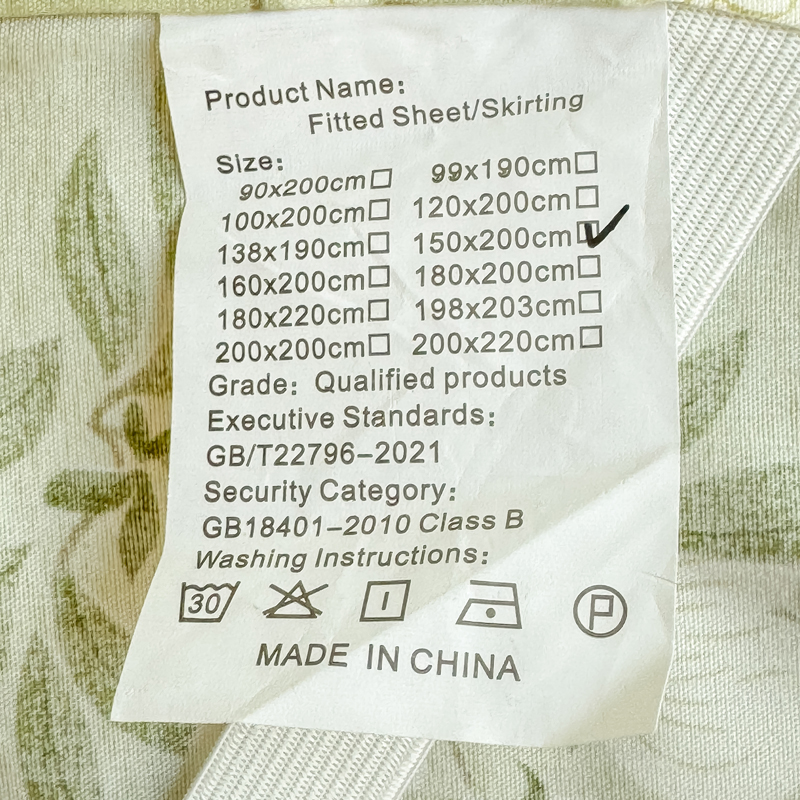 Product Name:
Fitted Sheet/Skirting
Size:
90x200cm□ 99x190cm□
100x200cm□ 120x200cm□
138x190cm□ 150x200cm□✓
160x200cm□ 180x200cm□
180x220cm□ 198x203cm□
200x200cm□ 200x220cm□
Grade: Qualified products
Executive Standards:
GB/T22796–2021
Security Category:
GB18401–2010 Class B
Washing Instructions:
30 P
MADE IN CHINA